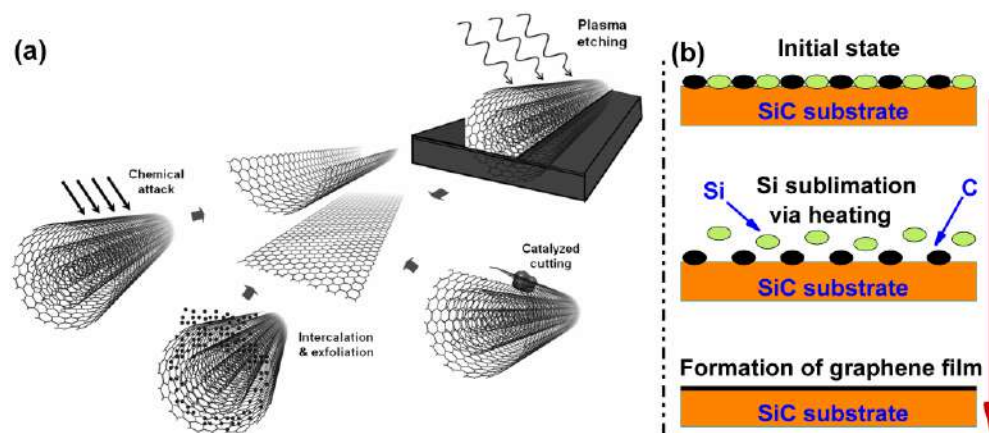 (a)
Plasma
etching
Chemical
attack
Catalyzed
cutting
Intercalation
& exfoliation
(b)
Initial state
SiC substrate
Si sublimation
via heating
Si
C
SiC substrate
Formation of graphene film
SiC substrate